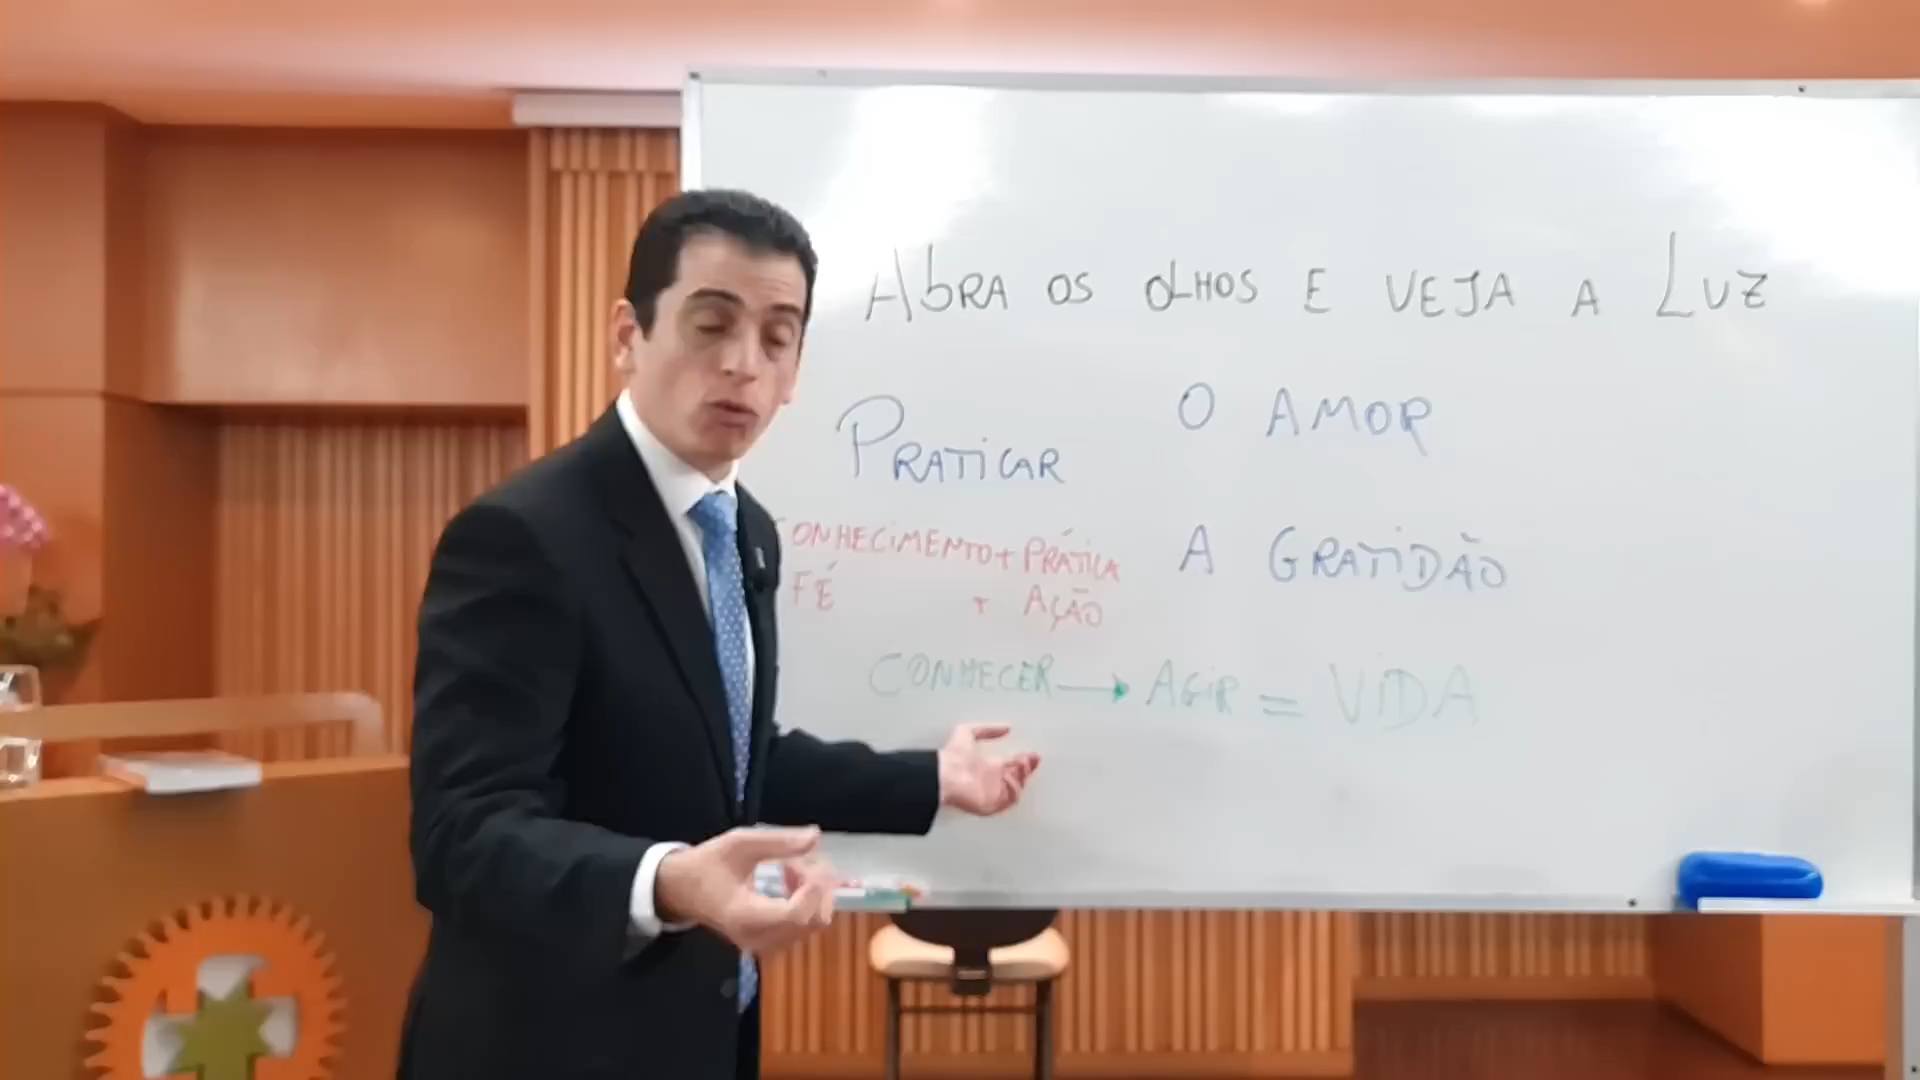 Abra os olhos e veja a Luz
Praticar
O Amor
A Gratidão
onhecimento + Prática
Fé + Ação
Conhecer → Agir = Vida